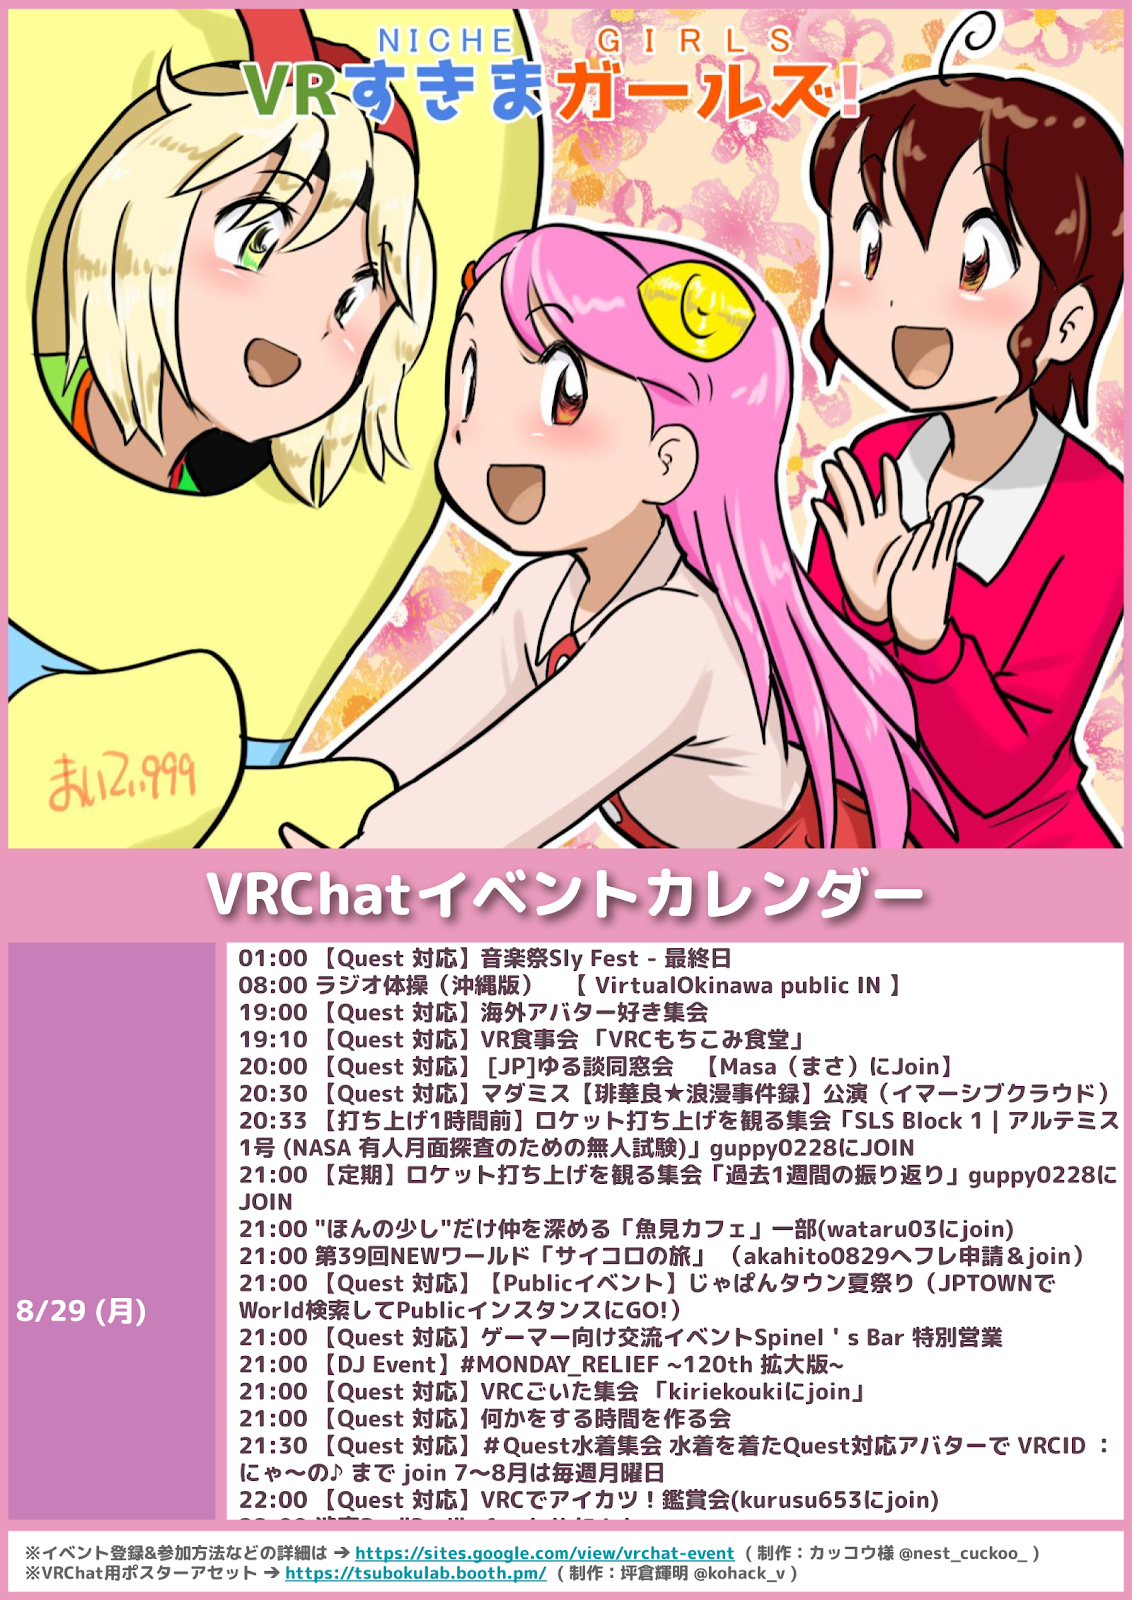 NICHE GIRLS
VRすきまガールズ!
まいてぃ999
VRChatイベントカレンダー
8/29 (月)
01:00 【Quest 対応】音楽祭Sly Fest - 最終日
08:00 ラジオ体操（沖縄版） 【 VirtualOkinawa public IN 】
19:00 【Quest 対応】海外アバター好き集会
19:10 【Quest 対応】VR食事会 「VRCもちこみ食堂」
20:00 【Quest 対応】 [JP]ゆる談同窓会 【Masa（まさ）にJoin】
20:30 【Quest 対応】マダミス【琲華良★浪漫事件録】公演（イマーシブクラウド）
20:33 【打ち上げ1時間前】ロケット打ち上げを観る集会「SLS Block 1 | アルテミス
1号 (NASA 有人月面探査のための無人試験)」guppy0228にJOIN
21:00 【定期】ロケット打ち上げを観る集会「過去1週間の振り返り」guppy0228に
JOIN
21:00 "ほんの少し"だけ仲を深める「魚見カフェ」一部(wataru03にjoin)
21:00 第39回NEWワールド「サイコロの旅」 （akahito0829へフレ申請＆join）
21:00 【Quest 対応】【Publicイベント】じゃぱんタウン夏祭り（JPTOWNで
World検索してPublicインスタンスにGO!）
21:00 【Quest 対応】ゲーマー向け交流イベントSpinel ' s Bar 特別営業
21:00 【DJ Event】#MONDAY_RELIEF ~120th 拡大版~
21:00 【Quest 対応】VRCごいた集会 「kiriekoukiにjoin」
21:00 【Quest 対応】何かをする時間を作る会
21:30 【Quest 対応】＃Quest水着集会 水着を着たQuest対応アバターで VRCID ：
にゃ〜の♪ まで join 7〜8月は毎週月曜日
22:00 【Quest 対応】VRCでアイカツ！鑑賞会(kurusu653にjoin)
※イベント登録&参加方法などの詳細は ➔ https://sites.google.com/view/vrchat-event ( 制作：カッコウ様 @nest_cuckoo_ )
※VRChat用ポスターアセット ➔ https://tsubokulab.booth.pm/ ( 制作：坪倉輝明 @kohack_v )